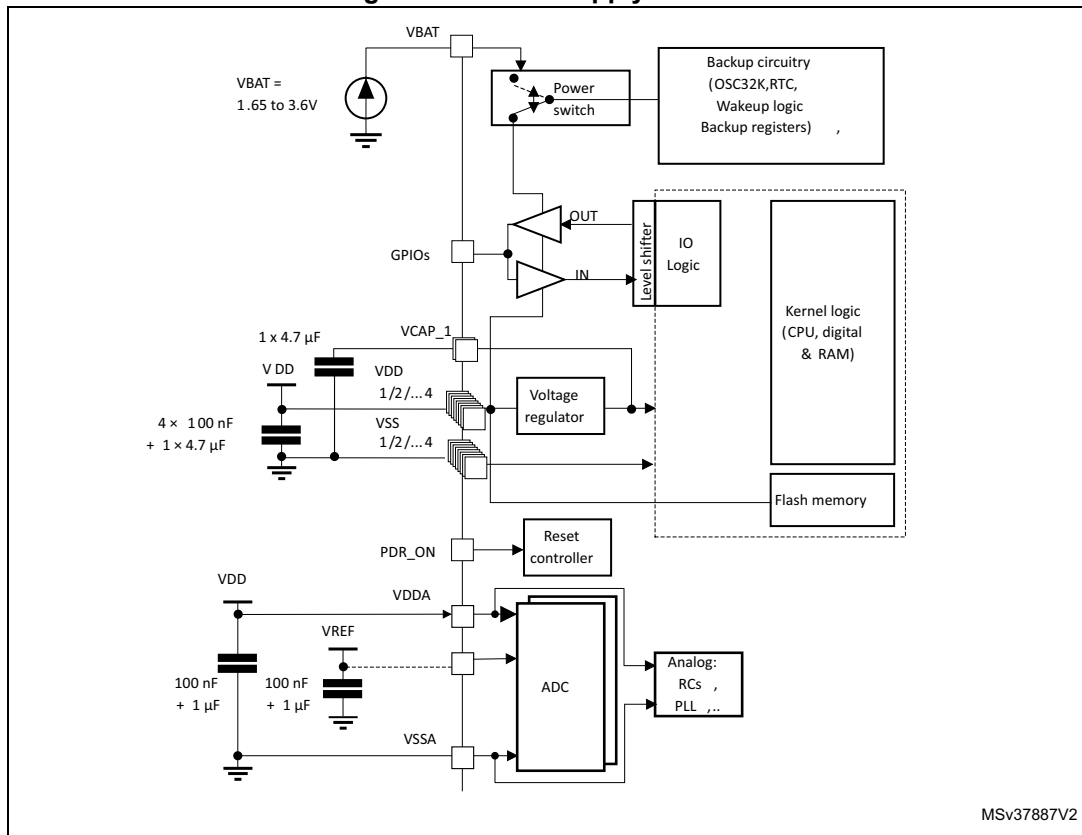 VBAT
VBAT =
1.65 to 3.6V
Power
switch
Backup circuitry
(OSC32K,RTC,
Wakeup logic
Backup registers) ,
GPIOs
OUT
IN
Level shifter
IO
Logic
Kernel logic
(CPU, digital
& RAM)
VCAP_1
1 x 4.7 µF
V DD
VDD
1/2/... 4
4 × 100 nF
+ 1 × 4.7 µF
VSS
1/2/... 4
Voltage
regulator
Flash memory
PDR_ON
Reset
controller
VDD
VDDA
VREF
100 nF
+ 1 µF
100 nF
+ 1 µF
ADC
Analog:
RCs ,
PLL ,..
VSSA
MSv37887V2